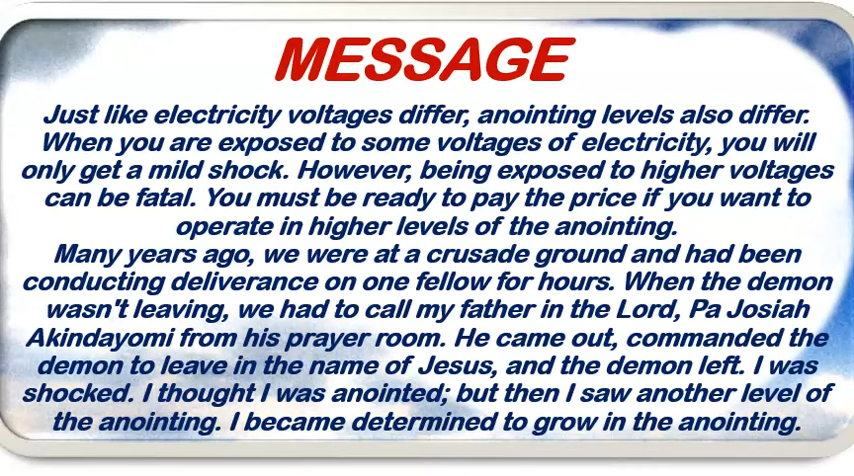 MESSAGE
Just like electricity voltages differ, anointing levels also differ.
When you are exposed to some voltages of electricity, you will
only get a mild shock. However, being exposed to higher voltages
can be fatal. You must be ready to pay the price if you want to
operate in higher levels of the anointing.
Many years ago, we were at a crusade ground and had been
conducting deliverance on one fellow for hours. When the demon
wasn't leaving, we had to call my father in the Lord, Pa Josiah
Akindayomi from his prayer room. He came out, commanded the
demon to leave in the name of Jesus, and the demon left. I was
shocked. I thought I was anointed; but then I saw another level of
the anointing. I became determined to grow in the anointing.